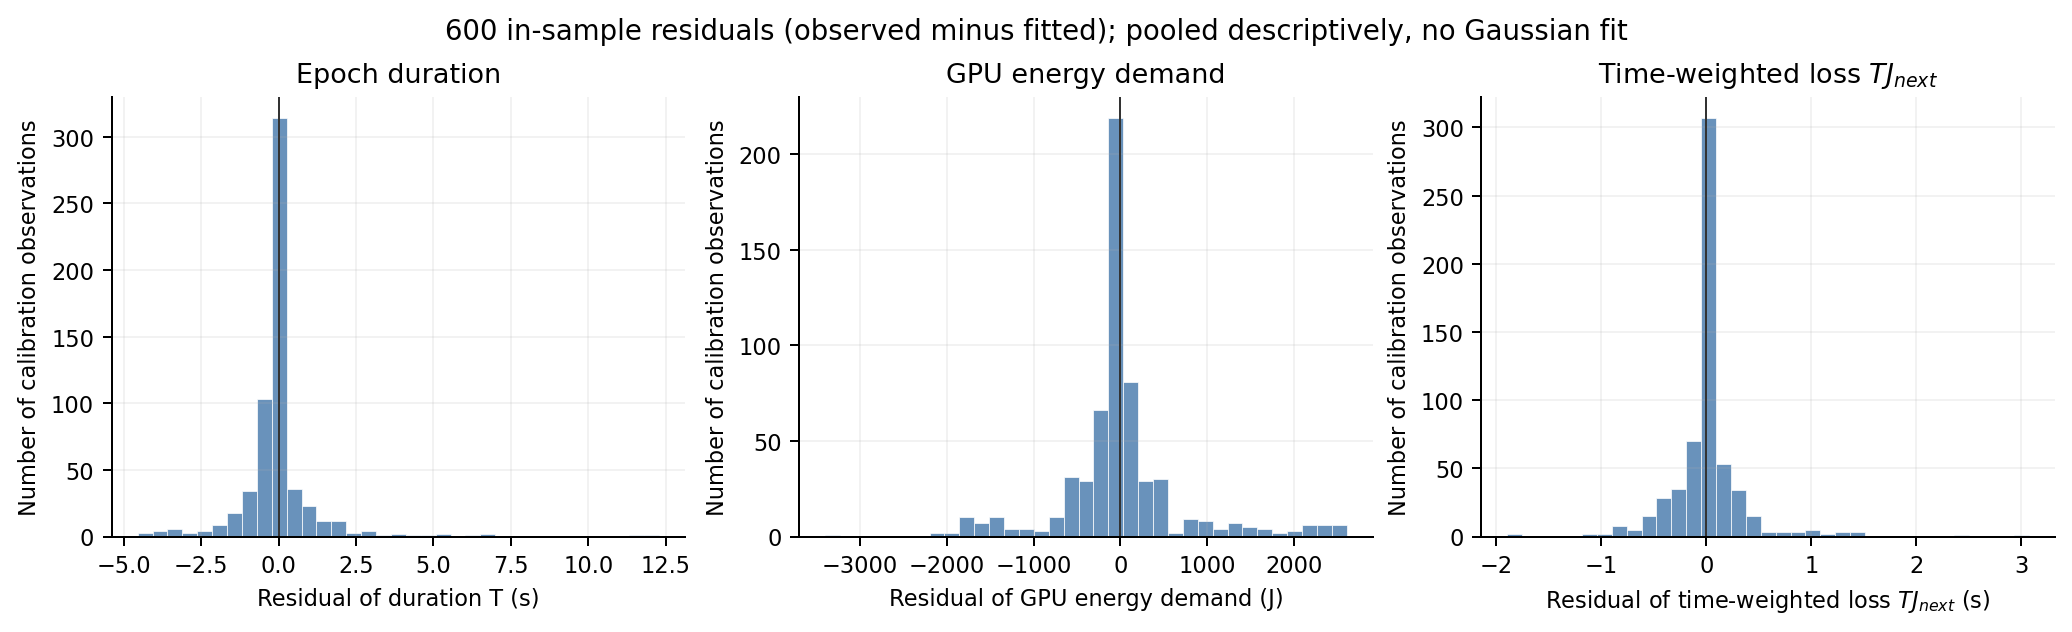 600 in-sample residuals (observed minus fitted); pooled descriptively, no Gaussian fit
Epoch duration
Number of calibration observations
300
250
200
150
100
50
0
−5.0 −2.5 0.0 2.5 5.0 7.5 10.0 12.5
Residual of duration T (s)
GPU energy demand
Number of calibration observations
200
150
100
50
0
−3000 −2000 −1000 0 1000 2000
Residual of GPU energy demand (J)
Time-weighted loss TJnext
Number of calibration observations
300
250
200
150
100
50
0
−2 −1 0 1 2 3
Residual of time-weighted loss TJnext (s)